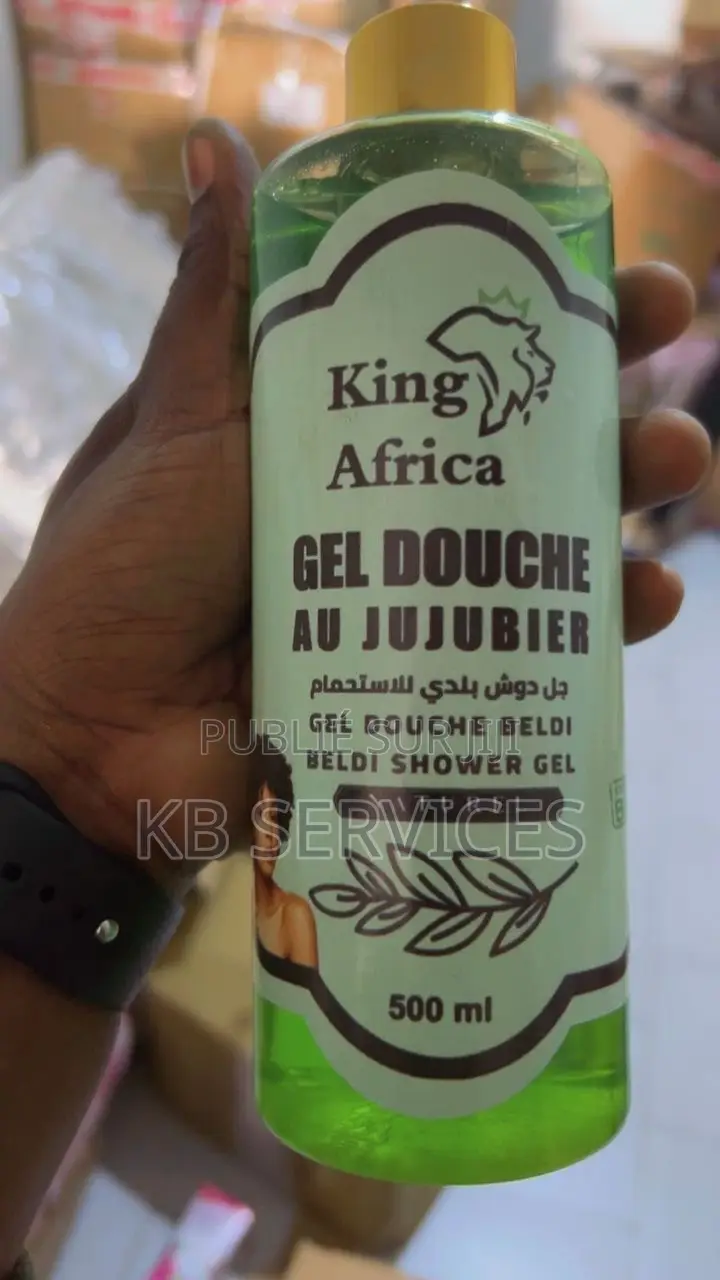 King
Africa
GEL DOUCHE
AU JUJUBIER
جل دوش بلدي للاستحمام
GEL DOUCHE BELDI
PUBLIÉ SUR JIJI
BELDI SHOWER GEL
KB SERVICES
500 ml